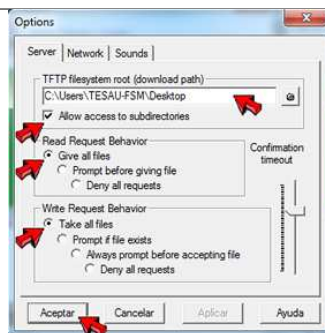 Options
Server Network Sounds
TFTP filesystem root (download path)
C:\Users\TESAU-FSM\Desktop
Allow access to subdirectories
Read Request Behavior
Give all files
Prompt before giving file
Deny all requests
Confirmation
timeout
Write Request Behavior
Take all files
Prompt if file exists
Always prompt before accepting file
Deny all requests
Aceptar Cancelar Aplicar Ayuda